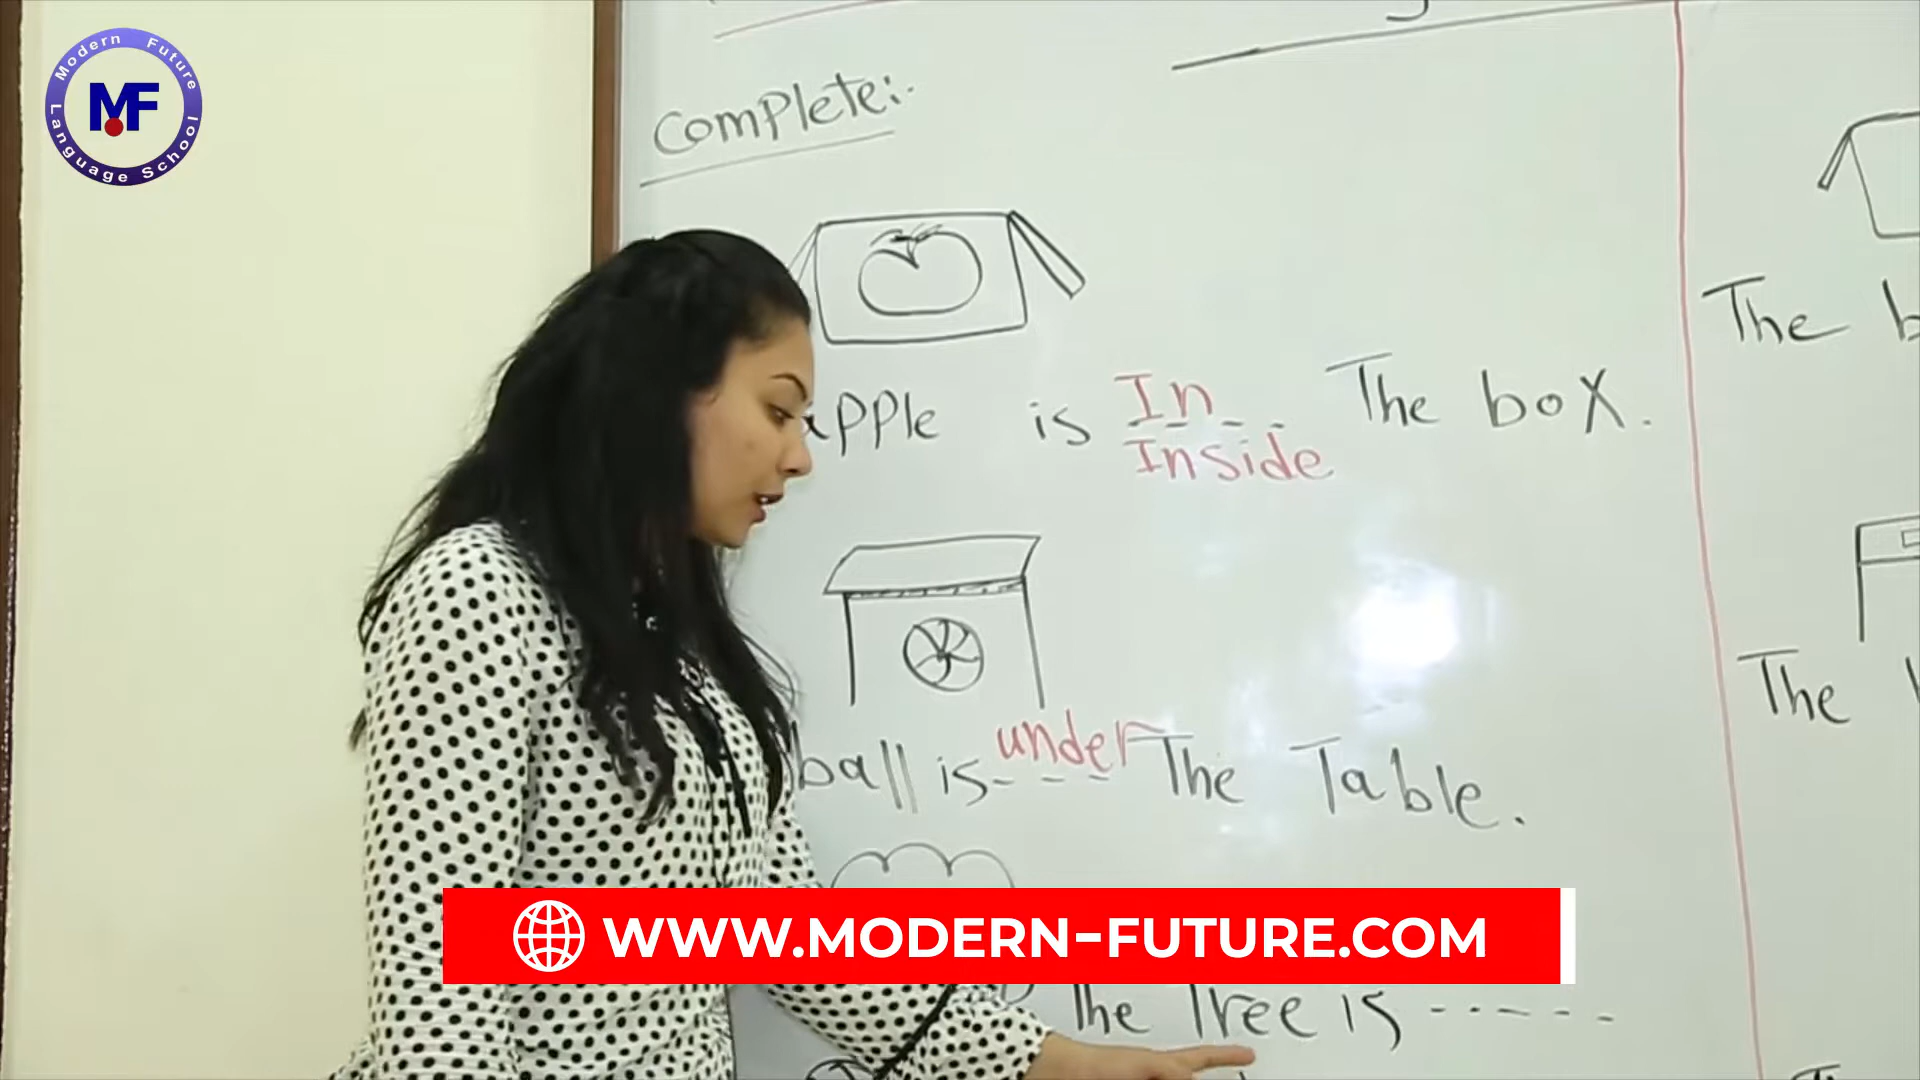 Modern Future
MF
Language School
Complete:
apple is In The box.
Inside
ball is under The Table.
The Tree is
The
The
WWW.MODERN-FUTURE.COM